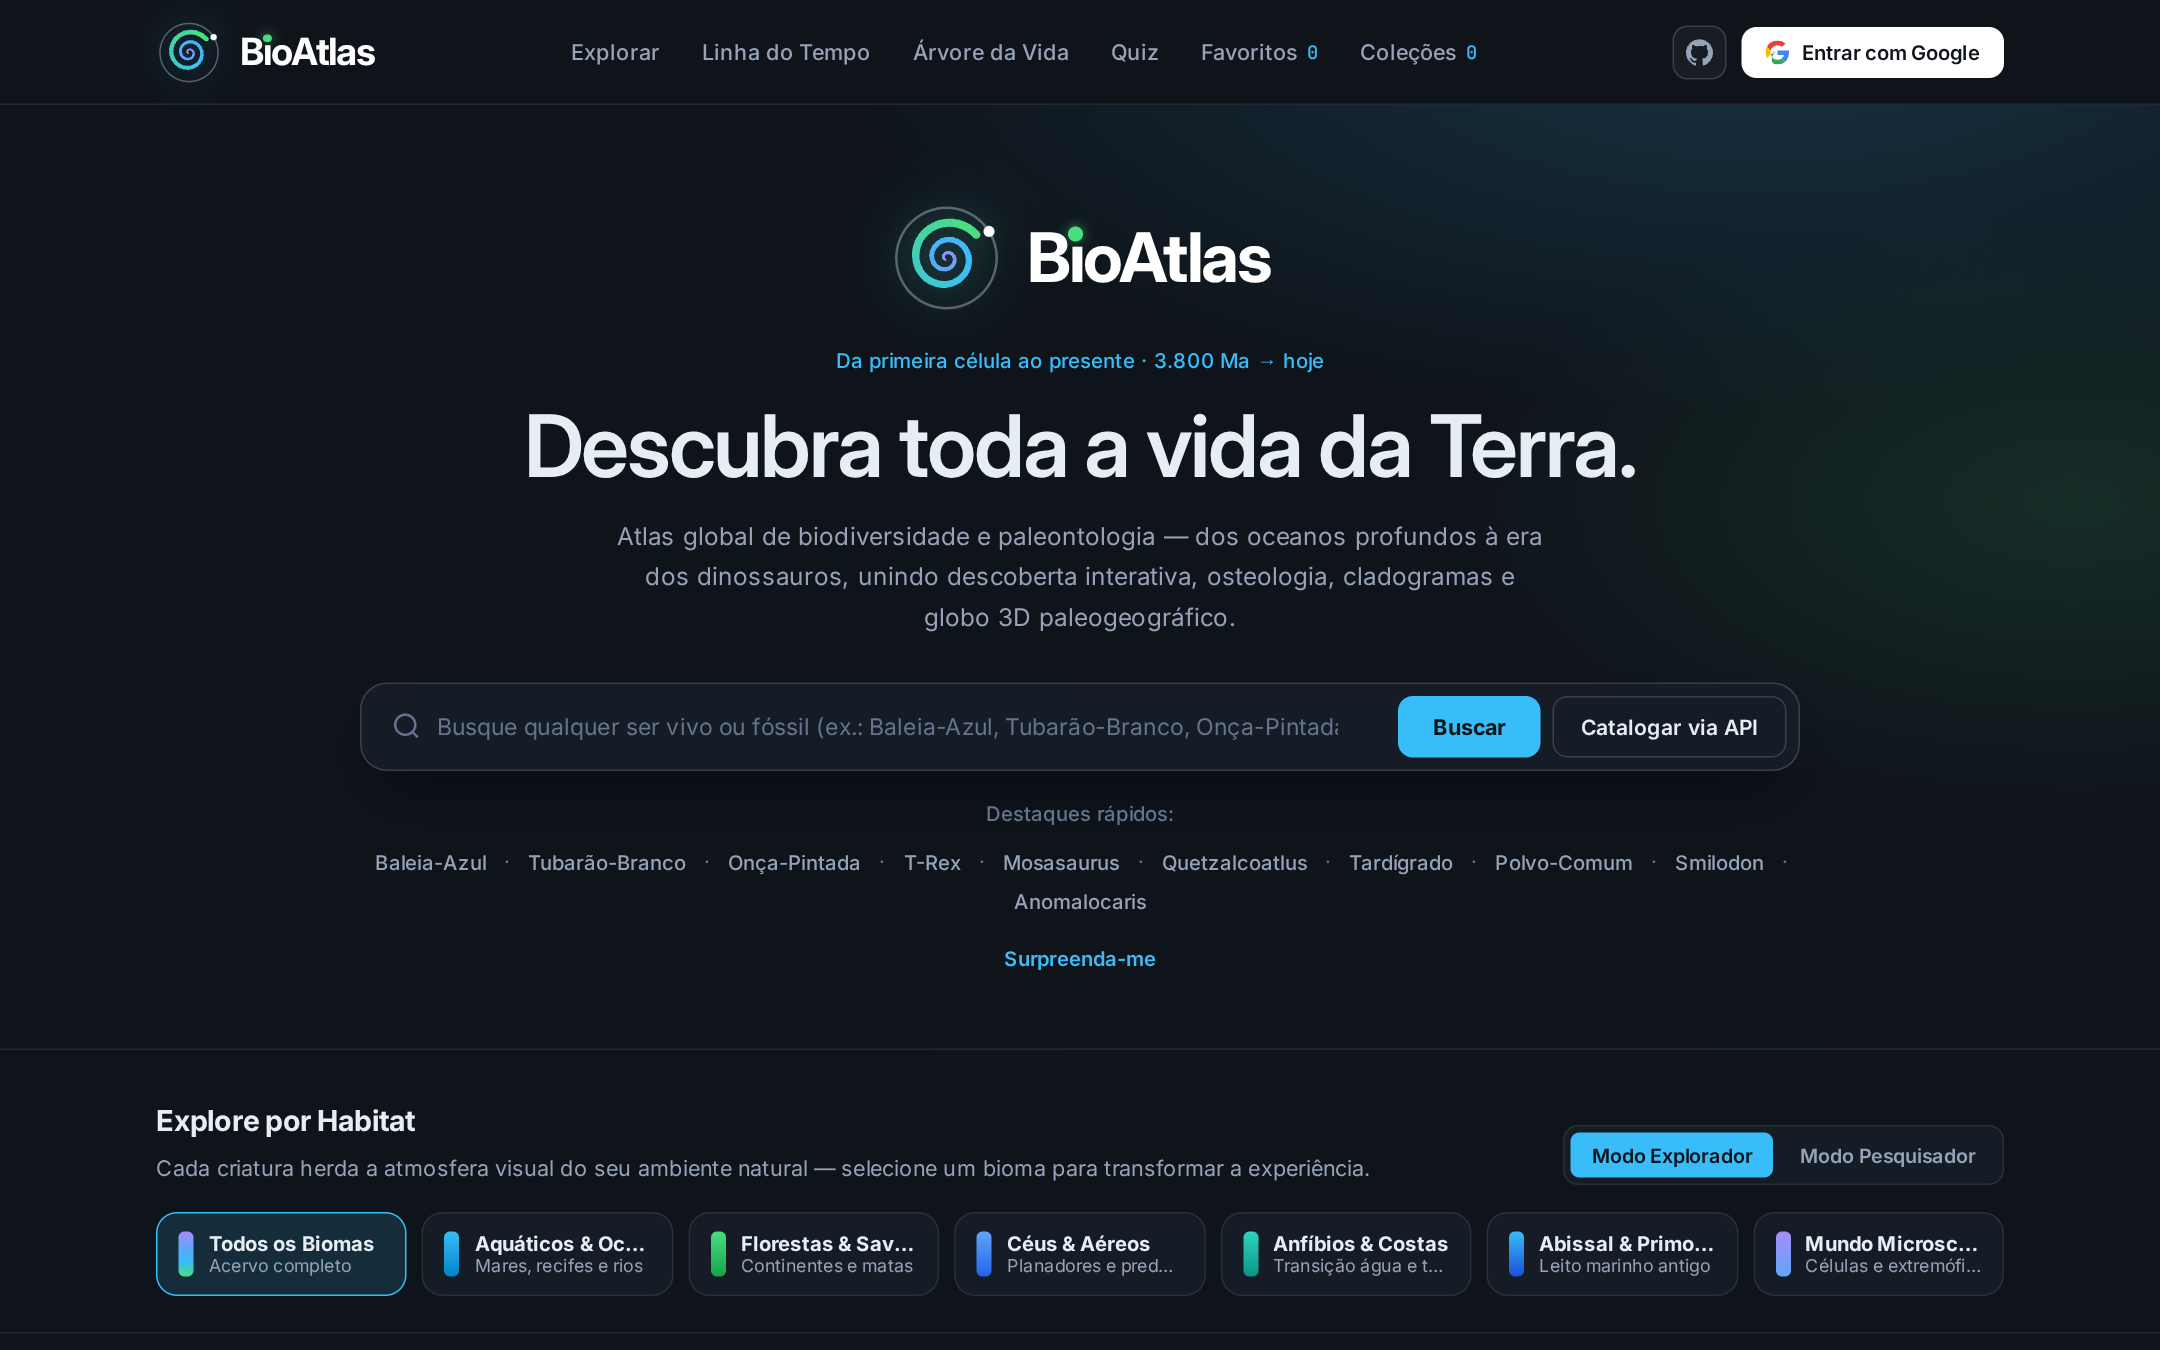 BioAtlas
Explorar
Linha do Tempo
Árvore da Vida
Quiz
Favoritos 0
Coleções 0
Entrar com Google
BioAtlas
Da primeira célula ao presente · 3.800 Ma → hoje
Descubra toda a vida da Terra.
Atlas global de biodiversidade e paleontologia — dos oceanos profundos à era
dos dinossauros, unindo descoberta interativa, osteologia, cladogramas e
globo 3D paleogeográfico.
Busque qualquer ser vivo ou fóssil (ex.: Baleia-Azul, Tubarão-Branco, Onça-Pintada
Buscar
Catalogar via API
Destaques rápidos:
Baleia-Azul · Tubarão-Branco · Onça-Pintada · T-Rex · Mosasaurus · Quetzalcoatlus · Tardígrado · Polvo-Comum · Smilodon ·
Anomalocaris
Surpreenda-me
Explore por Habitat
Cada criatura herda a atmosfera visual do seu ambiente natural — selecione um bioma para transformar a experiência.
Modo Explorador
Modo Pesquisador
Todos os Biomas
Acervo completo
Aquáticos & Oc...
Mares, recifes e rios
Florestas & Sav...
Continentes e matas
Céus & Aéreos
Planadores e pred...
Anfíbios & Costas
Transição água e t...
Abissal & Primo...
Leito marinho antigo
Mundo Microsc...
Células e extremófi...